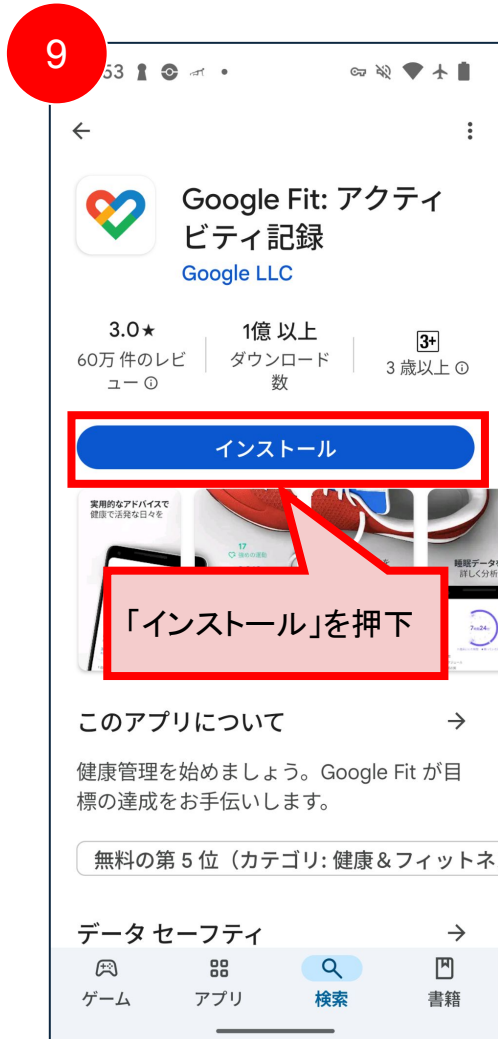 9
53
Google Fit: アクティ
ビティ記録
Google LLC
3.0★
60万 件のレビ
ュー
1億 以上
ダウンロード
数
3+
3 歳以上
インストール
実用的なアドバイスで
健康で活発な日々を
17
睡眠データを
詳しく分析
「インストール」を押下
このアプリについて
健康管理を始めましょう。Google Fit が目
標の達成をお手伝いします。
無料の第 5 位（カテゴリ: 健康＆フィットネ
データ セーフティ
ゲーム
アプリ
検索
書籍